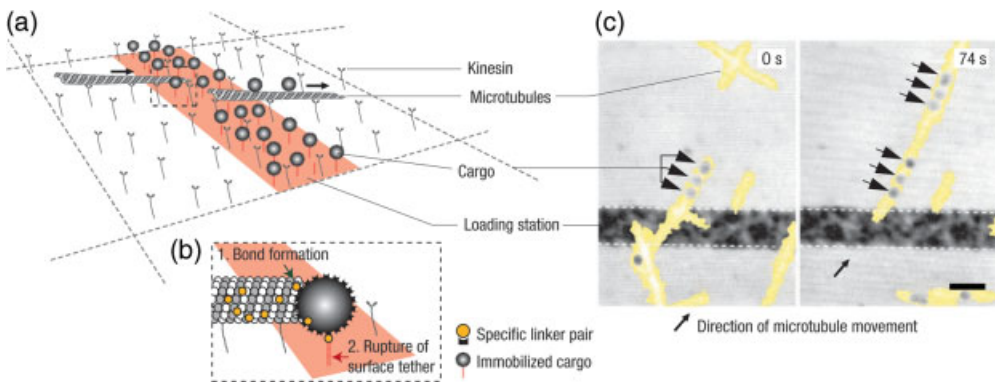 (a)
Kinesin
Microtubules
Cargo
Loading station
(b)
1. Bond formation
2. Rupture of
surface tether
Specific linker pair
Immobilized cargo
(c)
0 s
74 s
Direction of microtubule movement